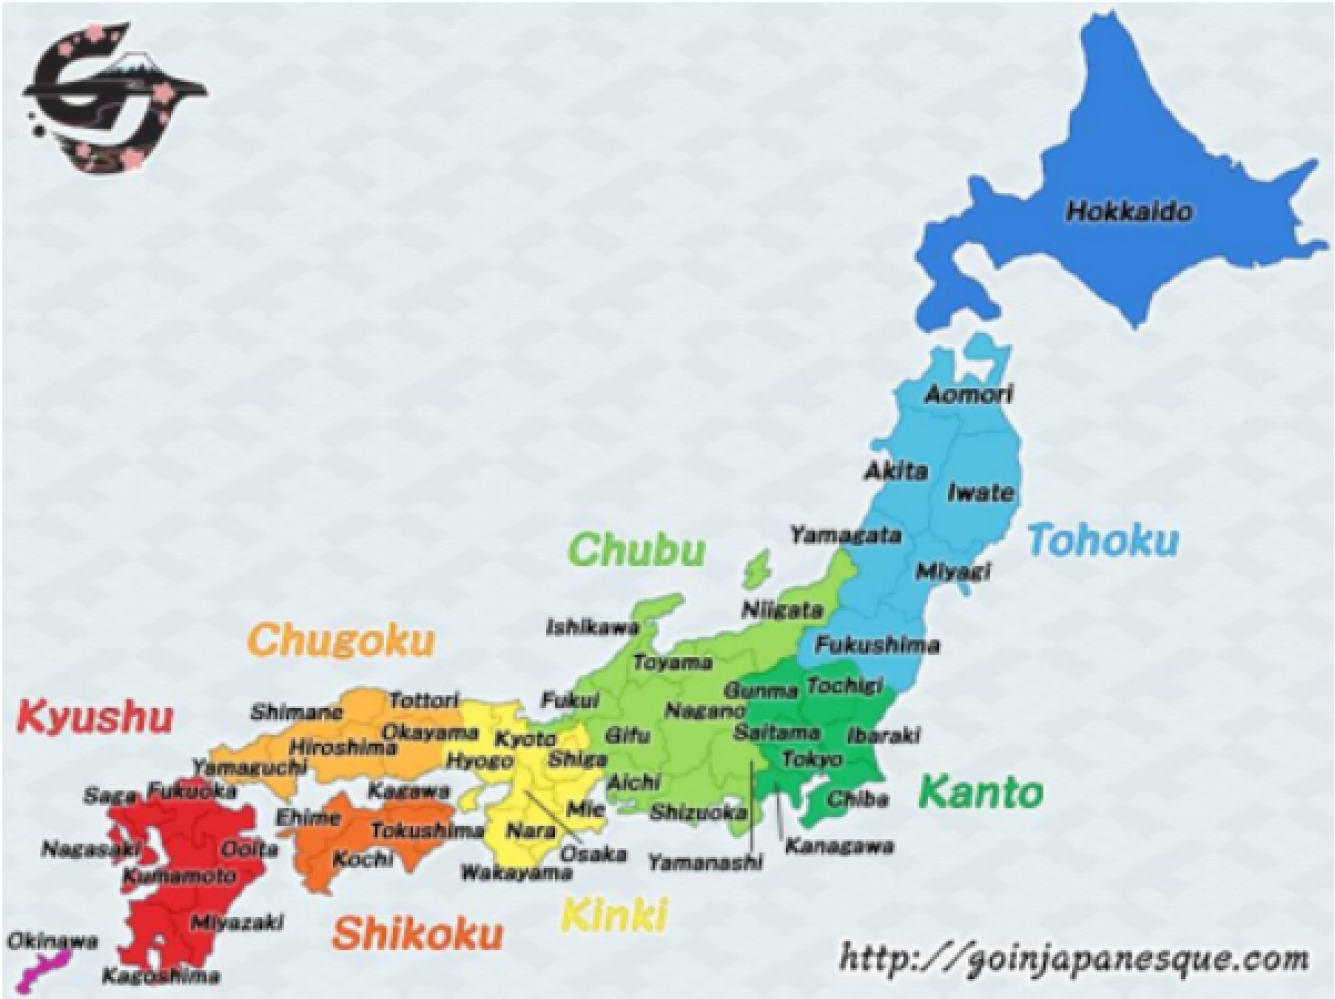 Hokkaido
Aomori
Akita
Iwate
Yamagata
Tohoku
Chubu
Miyagi
Niigata
Ishikawa
Chugoku
Fukushima
Toyama
Gunma
Tochigi
Kyushu
Shimane
Tottori
Fukui
Nagano
Okayama
Kyoto
Gifu
Saitama
Ibaraki
Hiroshima
Hyogo
Shiga
Tokyo
Yamaguchi
Aichi
Saga
Fukuoka
Kagawa
Kanto
Chiba
Ehime
Mie
Shizuoka
Tokushima
Nara
Nagasaki
Ooita
Kochi
Osaka
Yamanashi
Kanagawa
Kumamoto
Wakayama
Miyazaki
Shikoku
Kinki
Okinawa
Kagoshima
http://goinjapanesque.com